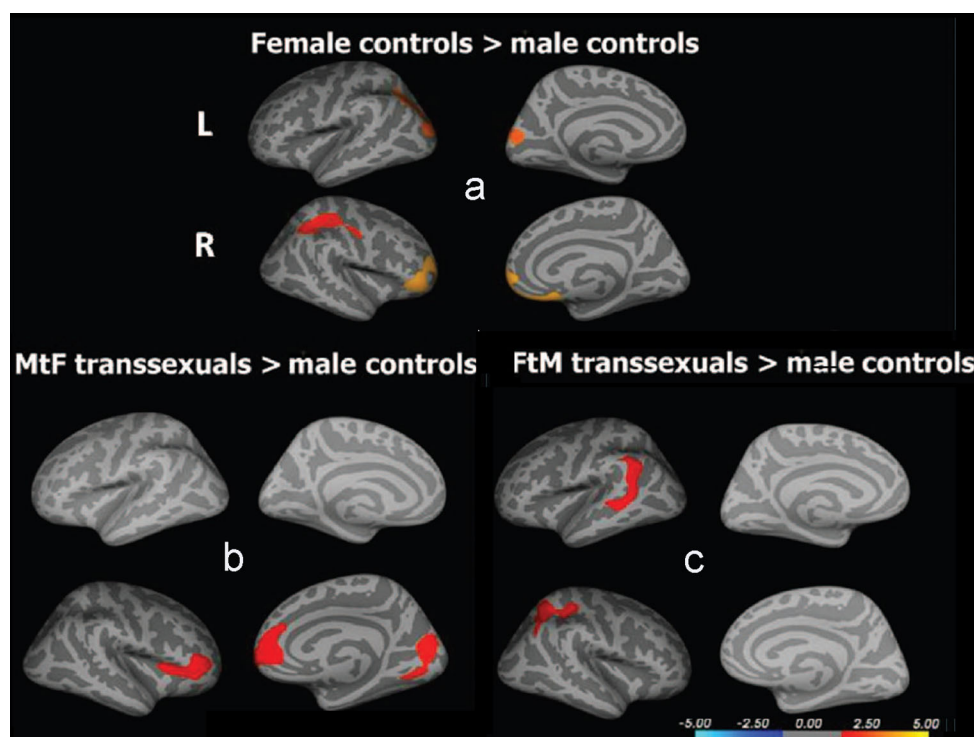 Female controls > male controls
L
a
R
MtF transsexuals > male controls
FtM transsexuals > male controls
b
c
-5.00 -2.50 0.00 2.50 5.00